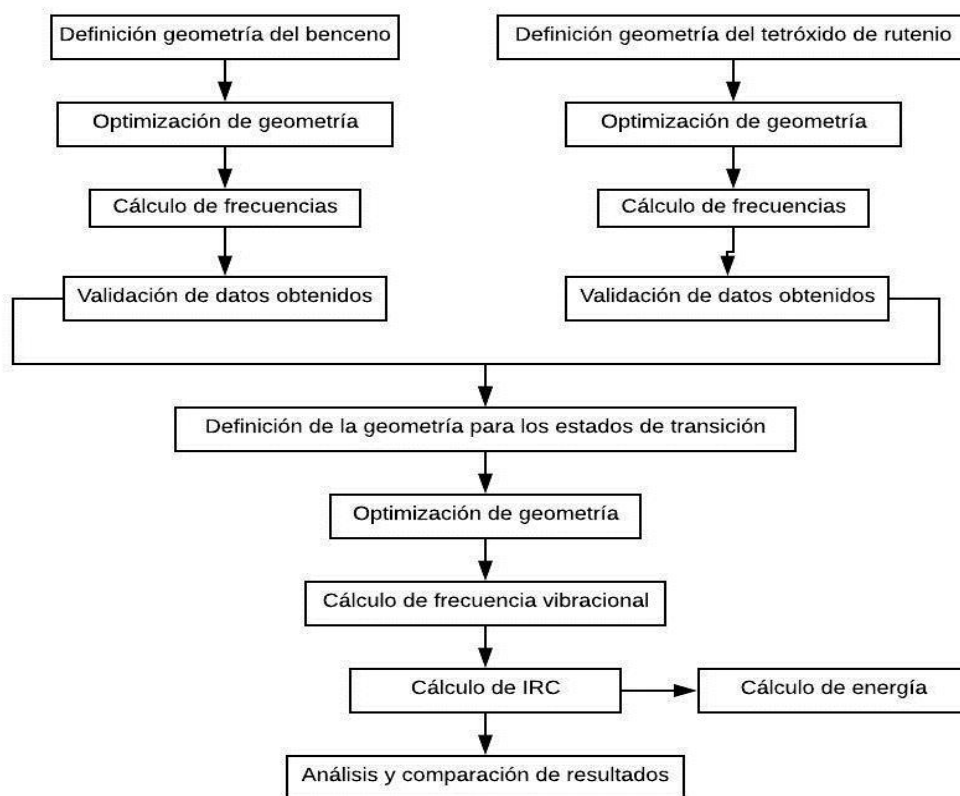 Definición geometría del benceno
Definición geometría del tetróxido de rutenio
Optimización de geometría
Optimización de geometría
Cálculo de frecuencias
Cálculo de frecuencias
Validación de datos obtenidos
Validación de datos obtenidos
Definición de la geometría para los estados de transición
Optimización de geometría
Cálculo de frecuencia vibracional
Cálculo de IRC
Cálculo de energía
Análisis y comparación de resultados